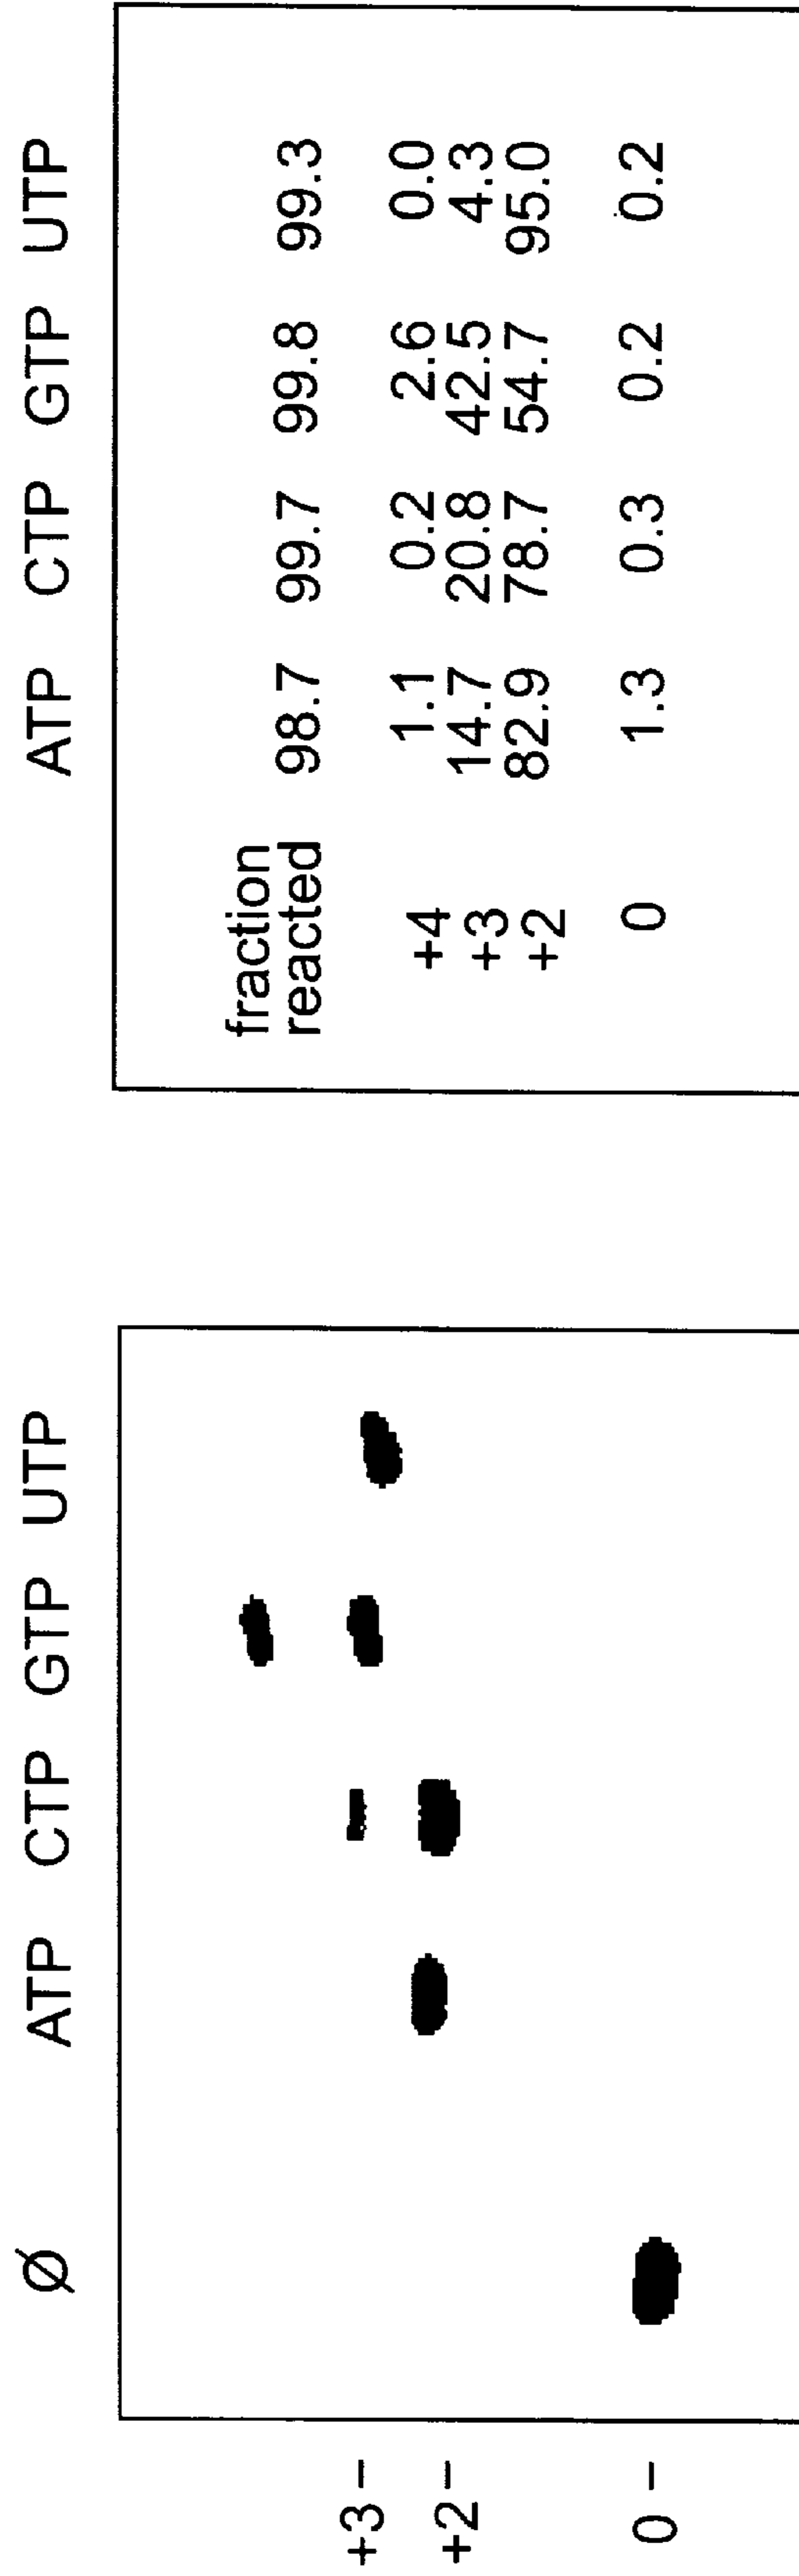 Ø ATP CTP GTP UTP
+3 –
+2 –
0 –
ATP CTP GTP UTP
fraction
reacted 98.7 99.7 99.8 99.3
+4 1.1 0.2 2.6 0.0
+3 14.7 20.8 42.5 4.3
+2 82.9 78.7 54.7 95.0
0 1.3 0.3 0.2 0.2